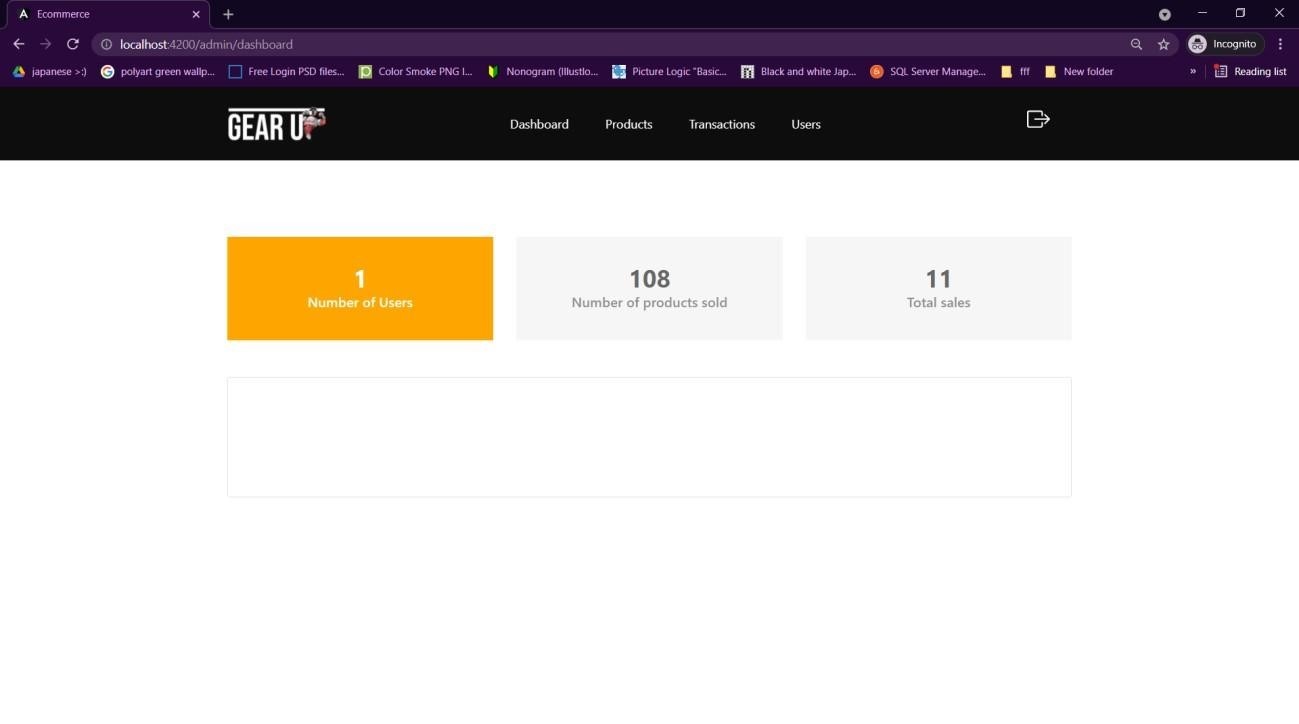 Ecommerce
localhost:4200/admin/dashboard
Incognito
japanese >:)
polyart green wallp...
Free Login PSD files...
Color Smoke PNG I...
Nonogram (Illustlo...
Picture Logic "Basic...
Black and white Jap...
SQL Server Manage...
fff
New folder
»
Reading list
GEAR UP
Dashboard
Products
Transactions
Users
1
Number of Users
108
Number of products sold
11
Total sales